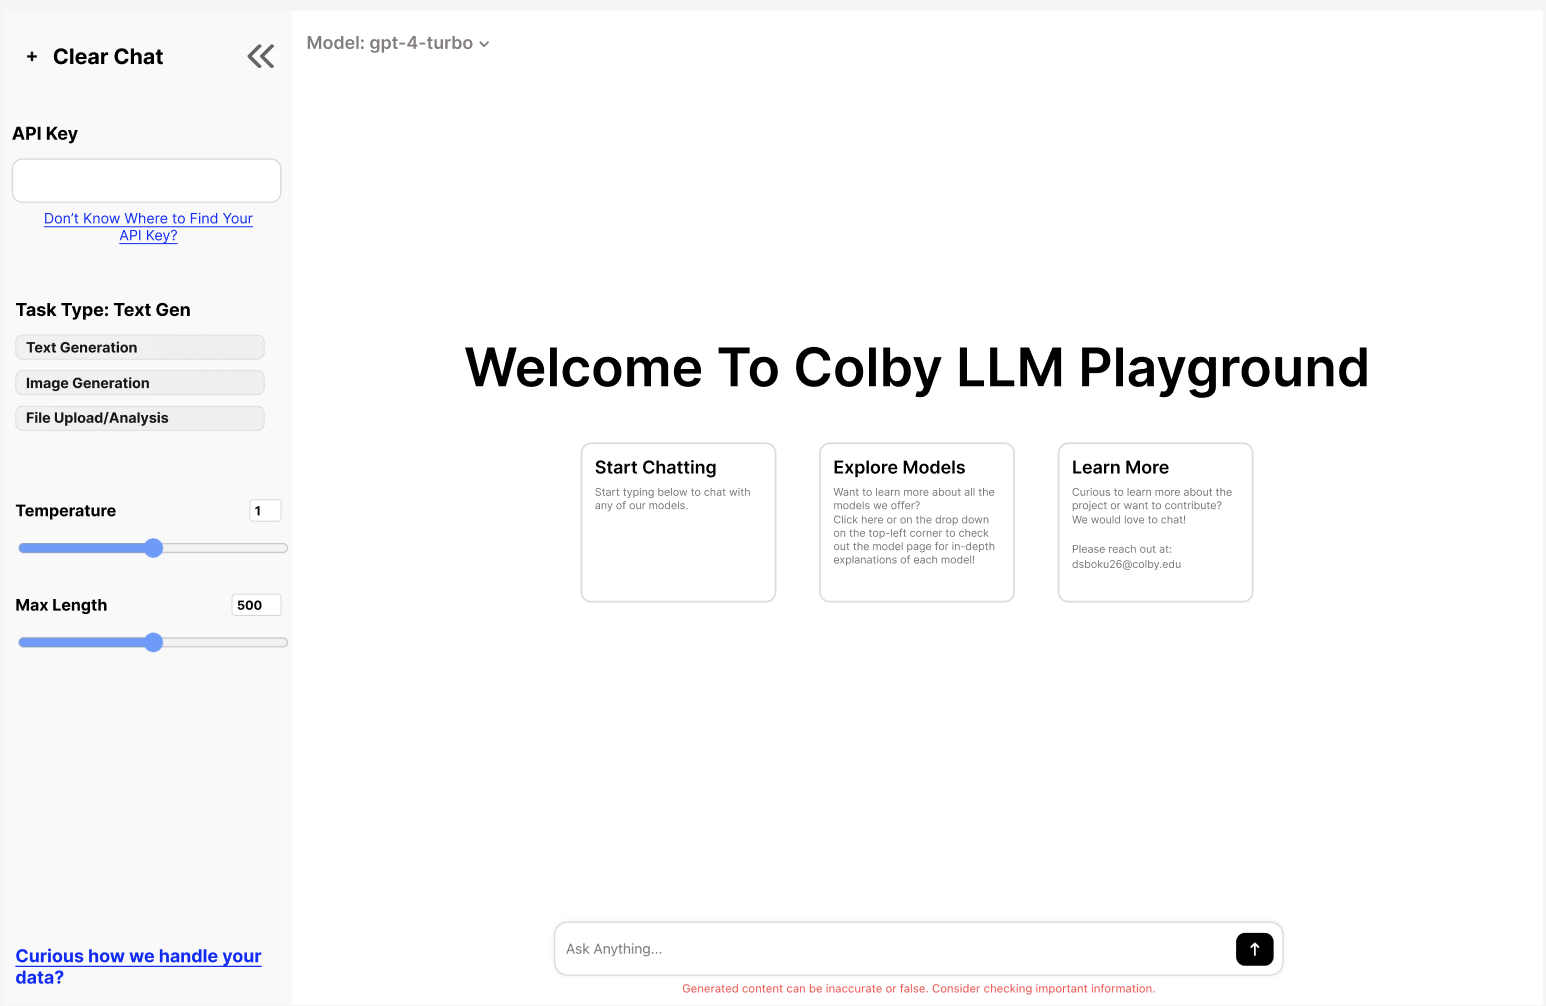 + Clear Chat
API Key
Don’t Know Where to Find Your
API Key?
Task Type: Text Gen
Text Generation
Image Generation
File Upload/Analysis
Temperature
1
Max Length
500
Curious how we handle your
data?
Model: gpt-4-turbo
Welcome To Colby LLM Playground
Start Chatting
Start typing below to chat with
any of our models.
Explore Models
Want to learn more about all the
models we offer?
Click here or on the drop down
on the top-left corner to check
out the model page for in-depth
explanations of each model!
Learn More
Curious to learn more about the
project or want to contribute?
We would love to chat!
Please reach out at:
dsboku26@colby.edu
Ask Anything...
Generated content can be inaccurate or false. Consider checking important information.